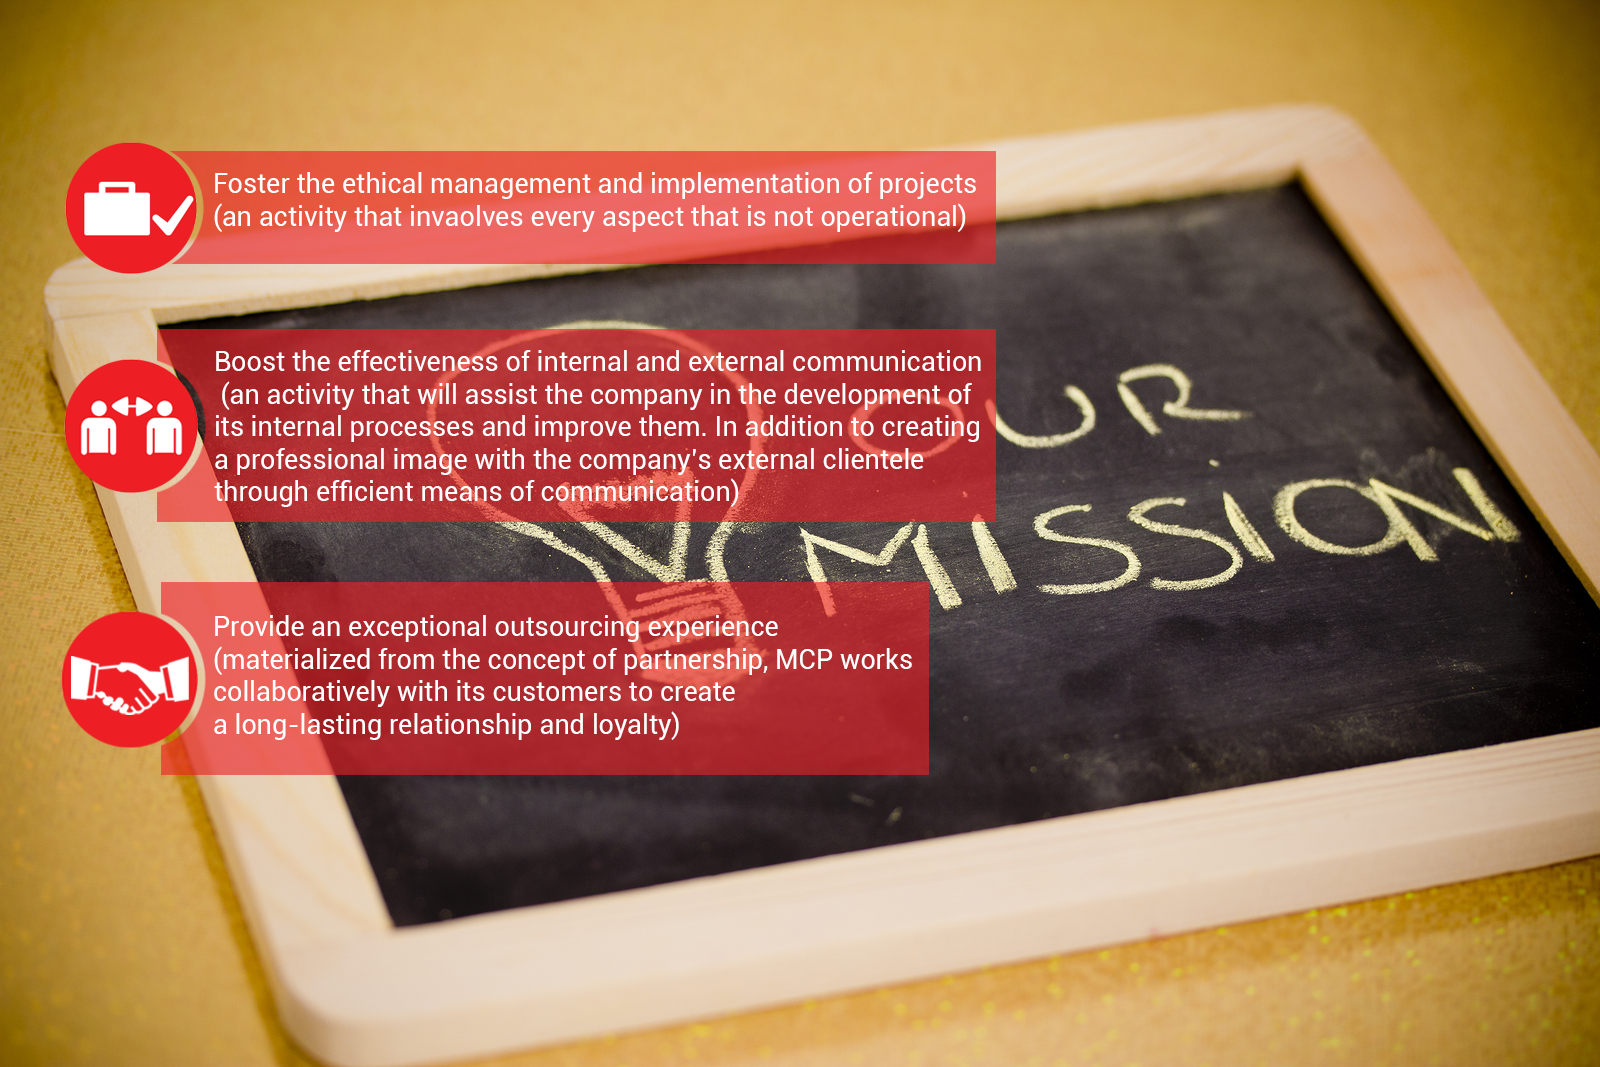 Foster the ethical management and implementation of projects
(an activity that invaolves every aspect that is not operational)
Boost the effectiveness of internal and external communication
(an activity that will assist the company in the development of
its internal processes and improve them. In addition to creating
a professional image with the company's external clientele
through efficient means of communication)
Provide an exceptional outsourcing experience
(materialized from the concept of partnership, MCP works
collaboratively with its customers to create
a long-lasting relationship and loyalty)
OUR
MiSSiON